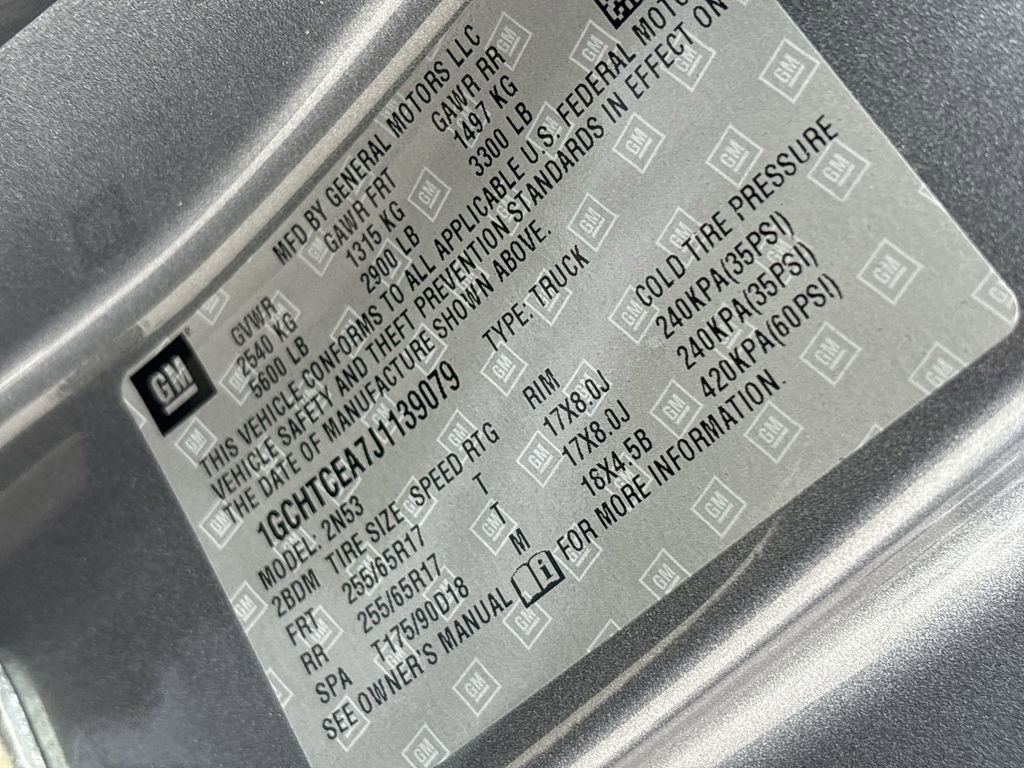 GM
MFD BY GENERAL MOTORS LLC
GVWR GAWR FRT GAWR RR
2540 KG 1315 KG 1497 KG
5600 LB 2900 LB 3300 LB
THIS VEHICLE CONFORMS TO ALL APPLICABLE U.S. FEDERAL MOTO
VEHICLE SAFETY AND THEFT PREVENTION STANDARDS IN EFFECT ON
THE DATE OF MANUFACTURE SHOWN ABOVE.
1GCHTCEA7J1139079 TYPE: TRUCK
MODEL: 2N53
2BDM TIRE SIZE SPEED RTG RIM COLD TIRE PRESSURE
FRT 255/65R17 T 17X8.0J 240KPA(35PSI)
RR 255/65R17 T 17X8.0J 240KPA(35PSI)
SPA T175/90D18 M 18X4.5B 420KPA(60PSI)
SEE OWNER'S MANUAL FOR MORE INFORMATION.